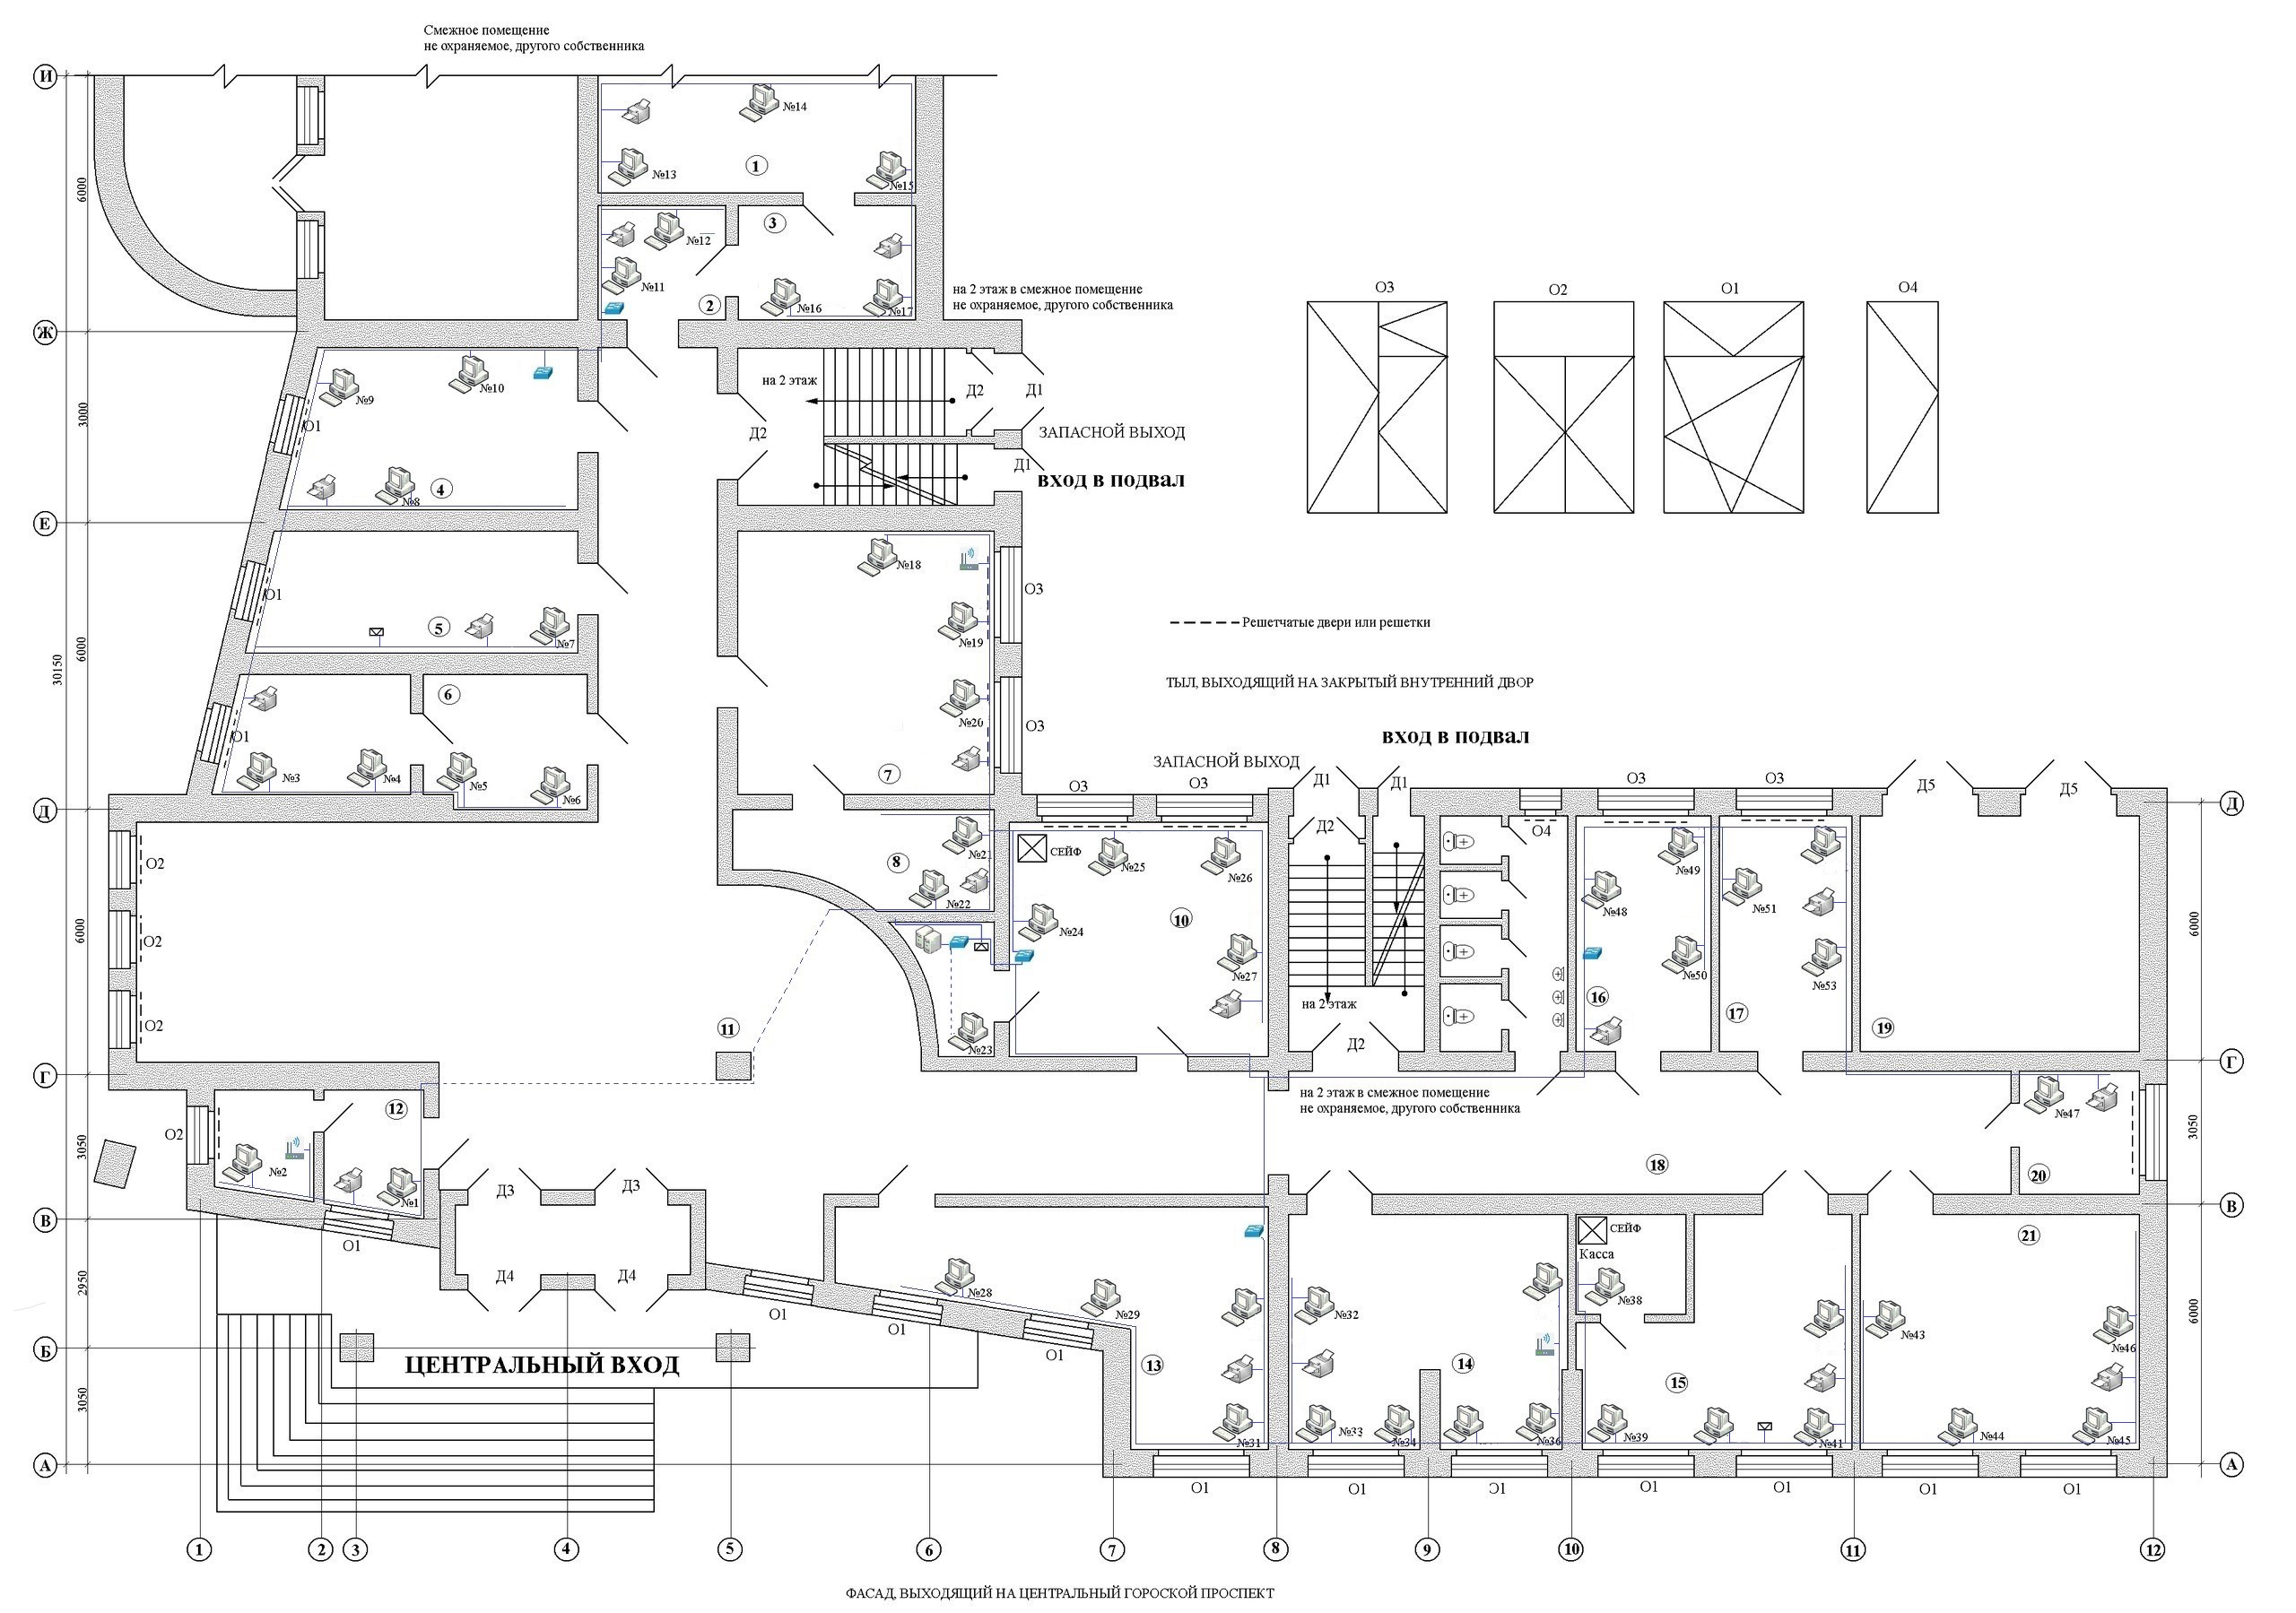 Смежное помещение
не охраняемое, другого собственника
И
6000
№14
№13
1
№15
3
№12
№11
2
№16
№17
на 2 этаж в смежное помещение
не охраняемое, другого собственника
О3
О2
О1
О4
Ж
3000
№9
№10
О1
№8
4
на 2 этаж
Д2
Д2
Д1
ЗАПАСНОЙ ВЫХОД
Д1
ВХОД В ПОДВАЛ
Е
30150
6000
О1
5
№7
№18
№19
№20
О3
О3
Решетчатые двери или решетки
ТЫЛ, ВЫХОДЯЩИЙ НА ЗАКРЫТЫЙ ВНУТРЕННИЙ ДВОР
6
О1
№3
№4
№5
№6
7
ВХОД В ПОДВАЛ
ЗАПАСНОЙ ВЫХОД
О3
О3
Д1
Д1
О3
О3
Д5
Д5
Д
Д
6000
О2
О2
О2
8
№21
№22
СЕЙФ
№25
№26
№24
10
№27
Д2
на 2 этаж
Д2
О4
№49
№48
№50
16
№51
№53
17
19
6000
11
№23
Г
Г
на 2 этаж в смежное помещение
не охраняемое, другого собственника
12
О2
№2
№1
3050
№47
3050
18
20
Д3
Д3
В
В
О1
Д4
Д4
2950
О1
О1
О1
№28
№29
13
№31
№32
№33
№34
14
№36
СЕЙФ
Касса
№38
15
№39
№41
21
№43
№46
№44
№45
6000
Б
ЦЕНТРАЛЬНЫЙ ВХОД
3050
А
А
О1
О1
О1
О1
О1
О1
О1
1
2
3
4
5
6
7
8
9
10
11
12
ФАСАД, ВЫХОДЯЩИЙ НА ЦЕНТРАЛЬНЫЙ ГОРОСКОЙ ПРОСПЕКТ